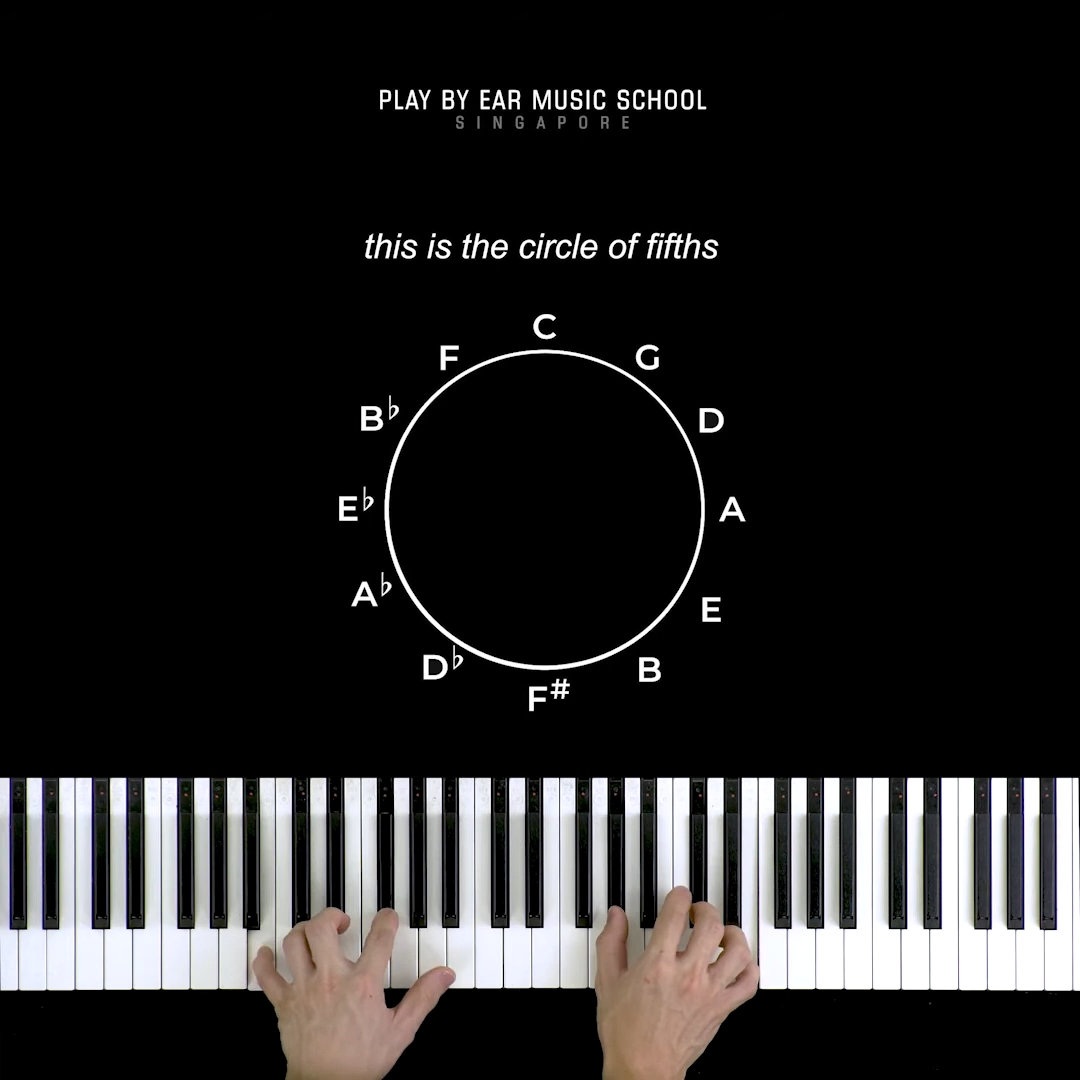 PLAY BY EAR MUSIC SCHOOL
SINGAPORE
this is the circle of fifths
C
F
G
B♭
D
E♭
A
A♭
E
D♭
B
F#